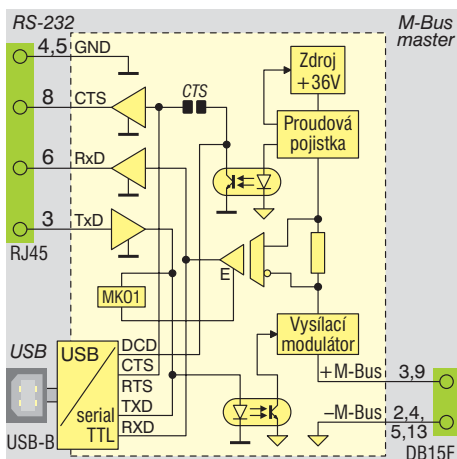 RS-232
M-Bus
master
4,5 GND
8 CTS
CTS
6 RxD
3 TxD
RJ45
Zdroj
+36V
Proudová
pojistka
E
MK01
Vysílací
modulátor
+M-Bus 3,9
–M-Bus 2,4,
5,13
DB15F
USB
USB-B
USB
serial
TTL
DCD
CTS
RTS
TXD
RXD